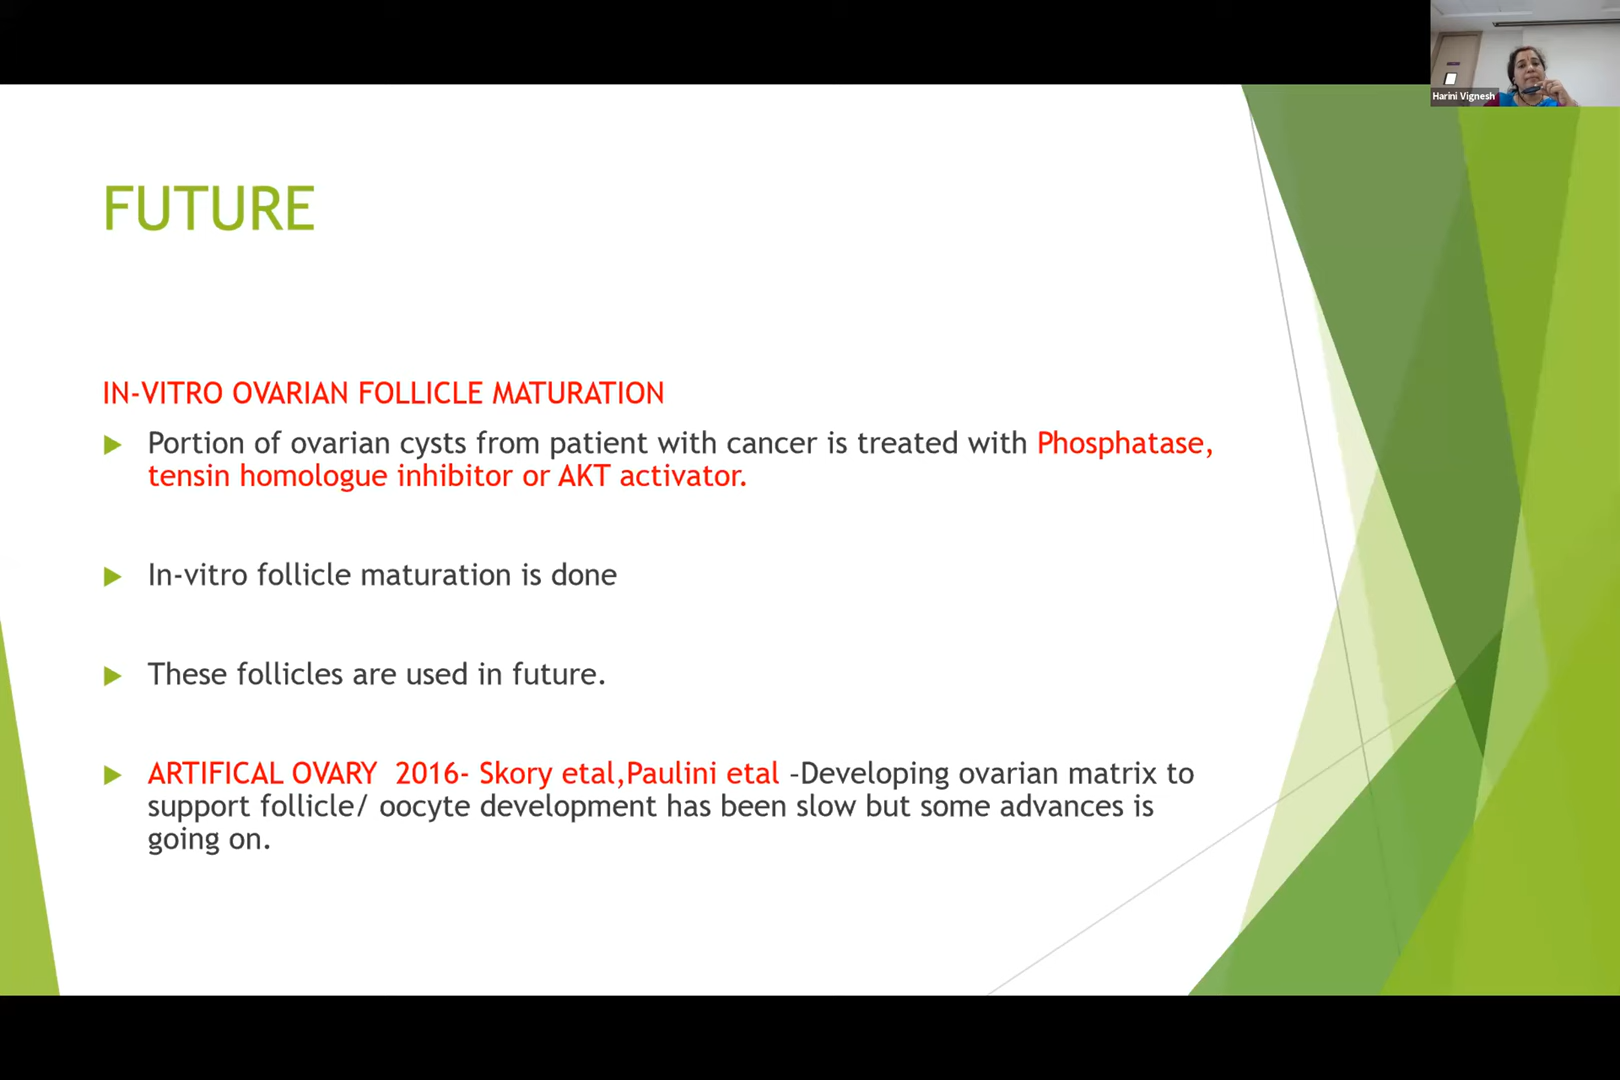 Harini Vignesh
FUTURE
IN-VITRO OVARIAN FOLLICLE MATURATION
Portion of ovarian cysts from patient with cancer is treated with Phosphatase,
tensin homologue inhibitor or AKT activator.
In-vitro follicle maturation is done
These follicles are used in future.
ARTIFICAL OVARY 2016- Skory etal,Paulini etal -Developing ovarian matrix to
support follicle/ oocyte development has been slow but some advances is
going on.